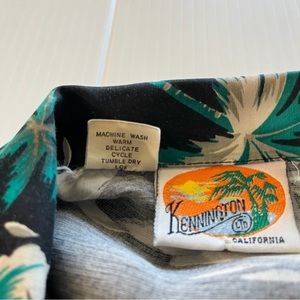 MACHINE WASH
WARM
DELICATE
CYCLE
TUMBLE DRY
LOW
KENNINGTON
LTD
CALIFORNIA